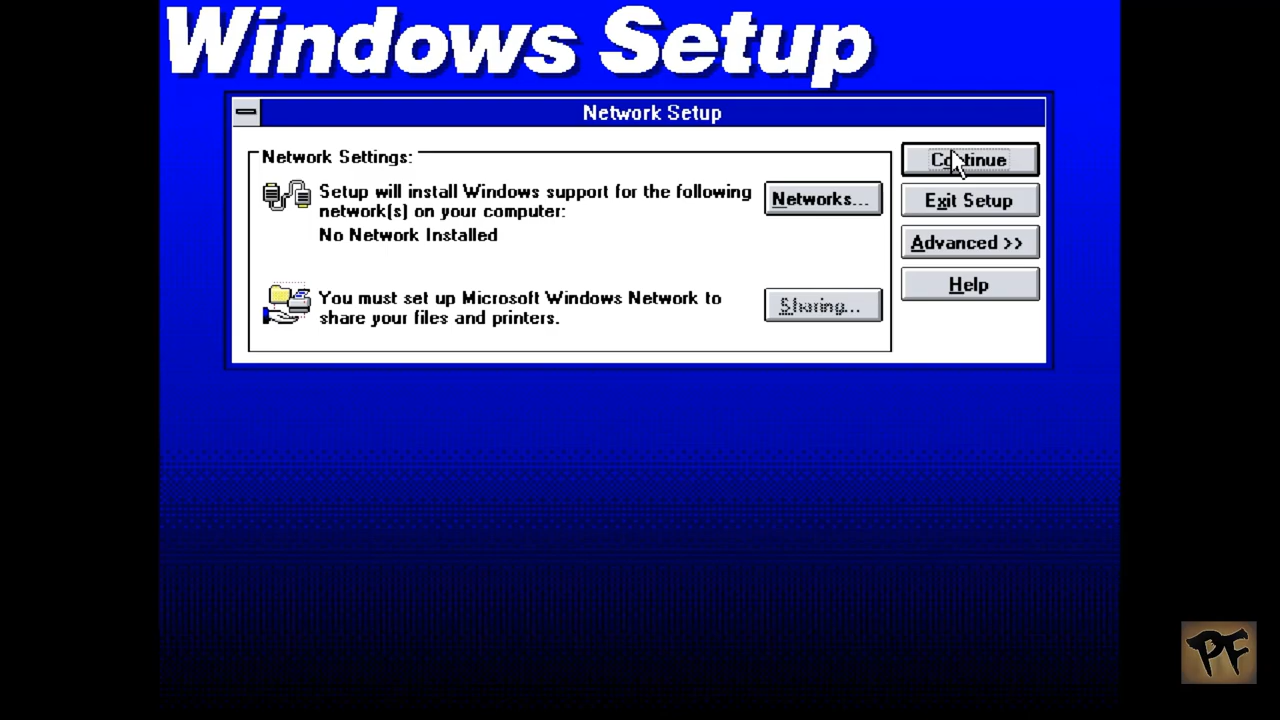 Windows Setup
Network Setup
Network Settings:
Setup will install Windows support for the following
network(s) on your computer:
No Network Installed
Networks...
You must set up Microsoft Windows Network to
share your files and printers.
Sharing...
Continue
Exit Setup
Advanced >>
Help
PF